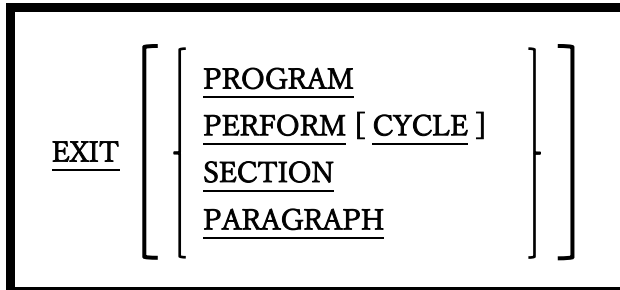 PROGRAM
PERFORM [ CYCLE ]
EXIT
SECTION
PARAGRAPH